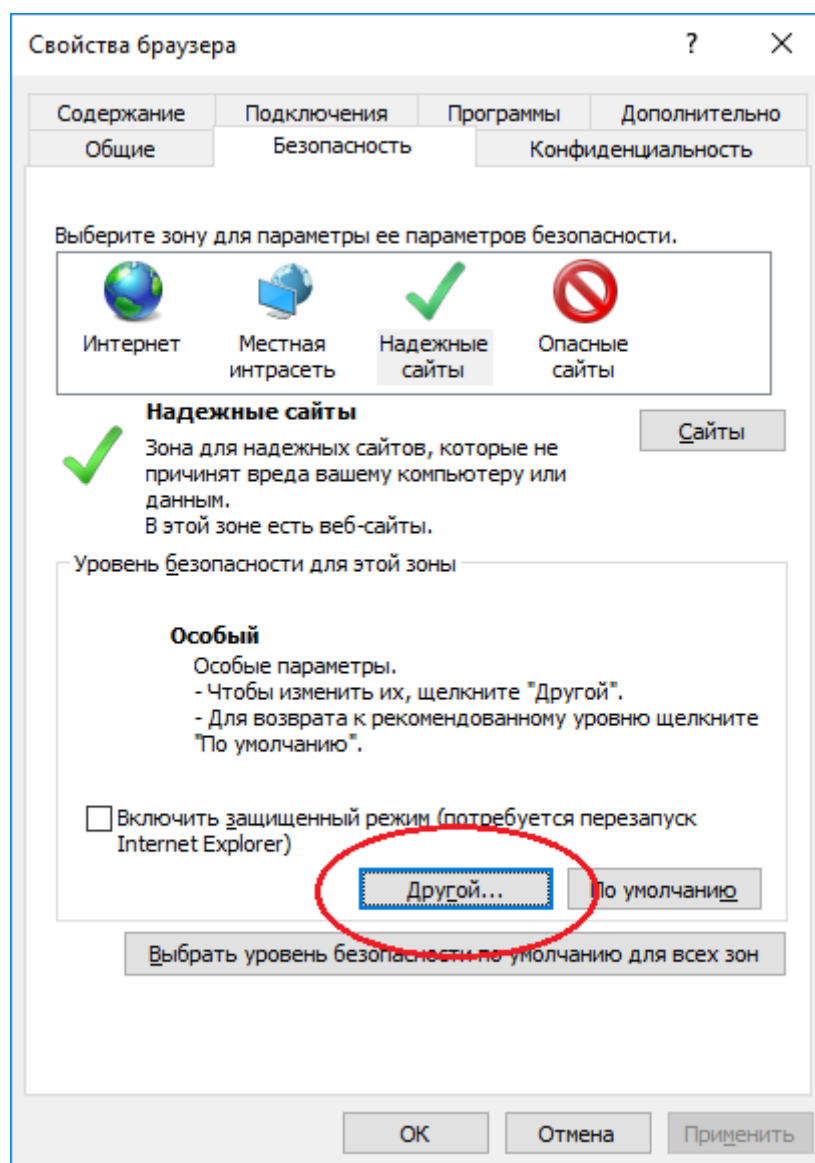 Свойства браузера
?
Содержание Подключения Программы Дополнительно
Общие Безопасность Конфиденциальность
Выберите зону для параметры ее параметров безопасности.
Интернет Местная интрасеть Надежные сайты Опасные сайты
Надежные сайты
Сайты
Зона для надежных сайтов, которые не
причинят вреда вашему компьютеру или
данным.
В этой зоне есть веб-сайты.
Уровень безопасности для этой зоны
Особый
Особые параметры.
- Чтобы изменить их, щелкните "Другой".
- Для возврата к рекомендованному уровню щелкните
"По умолчанию".
Включить защищенный режим (потребуется перезапуск
Internet Explorer)
Другой... По умолчанию
Выбрать уровень безопасности по умолчанию для всех зон
ОК Отмена Применить